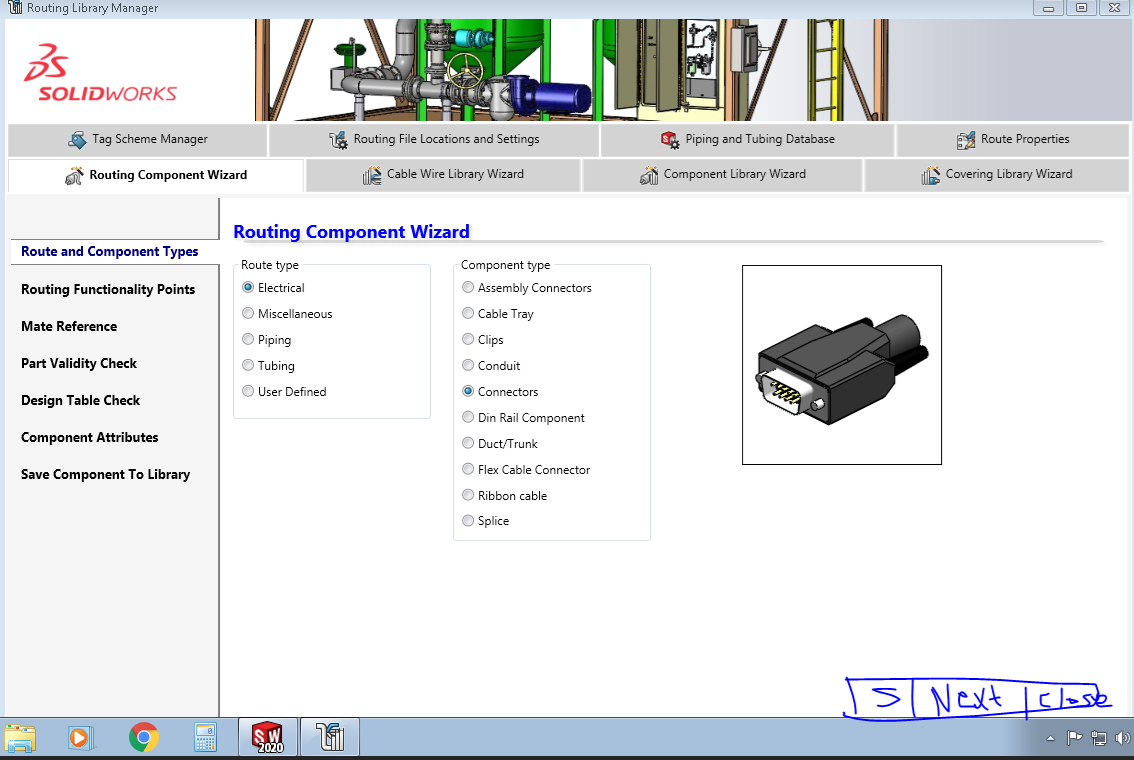 Routing Library Manager
SOLIDWORKS
Tag Scheme Manager
Routing File Locations and Settings
Piping and Tubing Database
Route Properties
Routing Component Wizard
Cable Wire Library Wizard
Component Library Wizard
Covering Library Wizard
Route and Component Types
Routing Functionality Points
Mate Reference
Part Validity Check
Design Table Check
Component Attributes
Save Component To Library
Routing Component Wizard
Route type
Electrical
Miscellaneous
Piping
Tubing
User Defined
Component type
Assembly Connectors
Cable Tray
Clips
Conduit
Connectors
Din Rail Component
Duct/Trunk
Flex Cable Connector
Ribbon cable
Splice
S Next Close
SW
2020